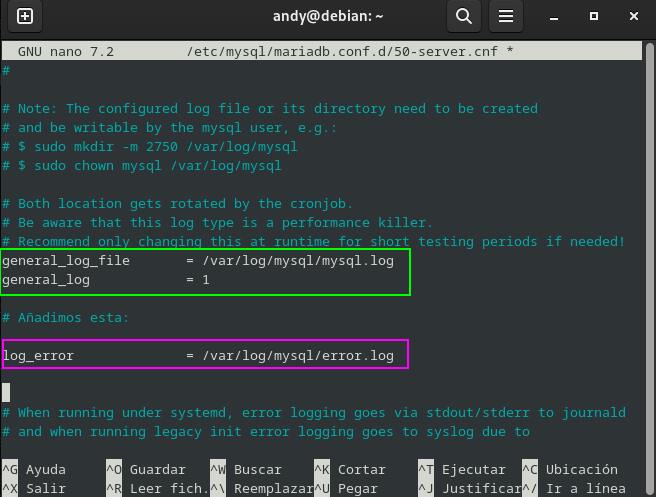 andy@debian: ~
GNU nano 7.2 /etc/mysql/mariadb.conf.d/50-server.cnf *
#
# Note: The configured log file or its directory need to be created
# and be writable by the mysql user, e.g.:
# $ sudo mkdir -m 2750 /var/log/mysql
# $ sudo chown mysql /var/log/mysql
# Both location gets rotated by the cronjob.
# Be aware that this log type is a performance killer.
# Recommend only changing this at runtime for short testing periods if needed!
general_log_file = /var/log/mysql/mysql.log
general_log = 1
# Añadimos esta:
log_error = /var/log/mysql/error.log
# When running under systemd, error logging goes via stdout/stderr to journald
# and when running legacy init error logging goes to syslog due to
^G Ayuda ^O Guardar ^W Buscar ^K Cortar ^T Ejecutar ^C Ubicación
^X Salir ^R Leer fich. ^\ Reemplazar ^U Pegar ^J Justificar ^/ Ir a línea